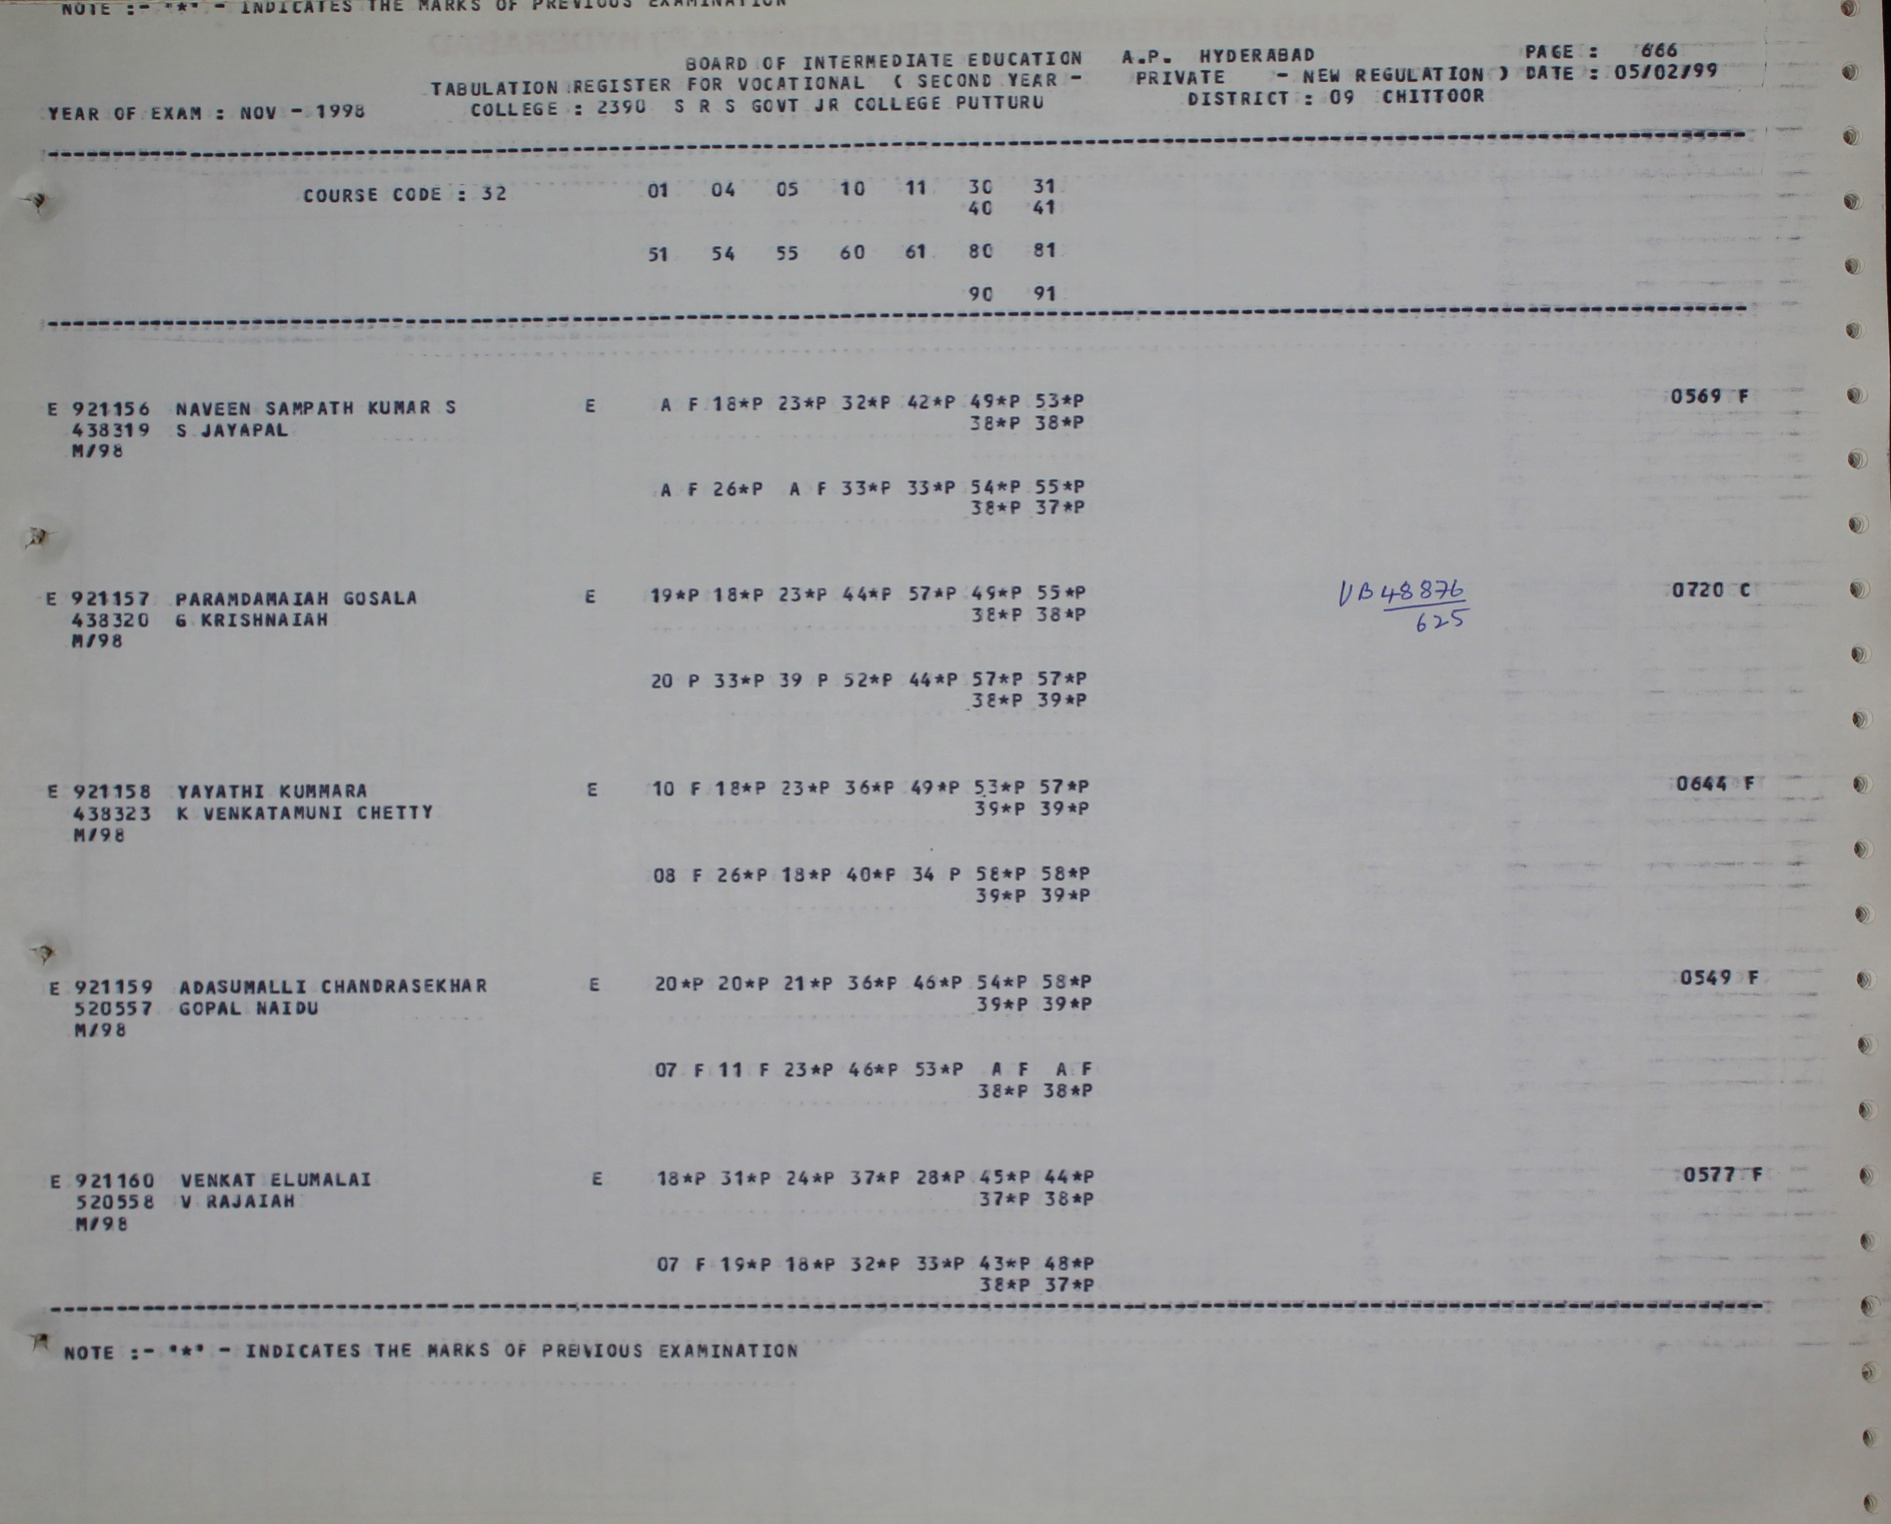 NOTE :- "*" - INDICATES THE MARKS OF PREVIOUS EXAMINATION
BOARD OF INTERMEDIATE EDUCATION A.P. HYDERABAD PAGE : 666
TABULATION REGISTER FOR VOCATIONAL ( SECOND YEAR - PRIVATE - NEW REGULATION ) DATE : 05/02/99
YEAR OF EXAM : NOV - 1998 COLLEGE : 2390 S R S GOVT JR COLLEGE PUTTURU DISTRICT : 09 CHITTOOR
COURSE CODE : 32 01 04 05 10 11 30 31
40 41
51 54 55 60 61 80 81
90 91
E 921156 NAVEEN SAMPATH KUMAR S E A F 18*P 23*P 32*P 42*P 49*P 53*P 0569 F
438319 S JAYAPAL 38*P 38*P
M/98
A F 26*P A F 33*P 33*P 54*P 55*P
38*P 37*P
E 921157 PARAMDAMAIAH GOSALA E 19*P 18*P 23*P 44*P 57*P 49*P 55*P VB 48876 0720 C
438320 G KRISHNAIAH 38*P 38*P 625
M/98
20 P 33*P 39 P 52*P 44*P 57*P 57*P
38*P 39*P
E 921158 YAYATHI KUMMARA E 10 F 18*P 23*P 36*P 49*P 53*P 57*P 0644 F
438323 K VENKATAMUNI CHETTY 39*P 39*P
M/98
08 F 26*P 18*P 40*P 34 P 58*P 58*P
39*P 39*P
E 921159 ADASUMALLI CHANDRASEKHAR E 20*P 20*P 21*P 36*P 46*P 54*P 58*P 0549 F
520557 GOPAL NAIDU 39*P 39*P
M/98
07 F 11 F 23*P 46*P 53*P A F A F
38*P 38*P
E 921160 VENKAT ELUMALAI E 18*P 31*P 24*P 37*P 28*P 45*P 44*P 0577 F
520558 V RAJAIAH 37*P 38*P
M/98
07 F 19*P 18*P 32*P 33*P 43*P 48*P
38*P 37*P
NOTE :- "*" - INDICATES THE MARKS OF PREVIOUS EXAMINATION